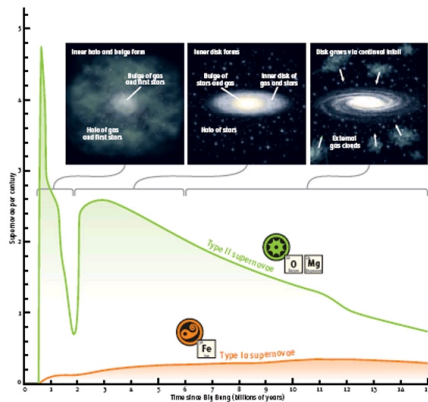 5
4
3
2
1
0
Supernovae per century
Inner halo and bulge form
Bulge of gas
and first stars
Halo of gas
and first stars
Inner disk forms
Bulge of
stars and gas
Inner disk of
gas and stars
Halo of stars
Disk grows via continual infall
External
gas clouds
Type II supernovae
O
Mg
Fe
Type Ia supernovae
0 1 2 3 4 5 6 7 8 9 10 11 12 13 14
Time since Big Bang (billions of years)